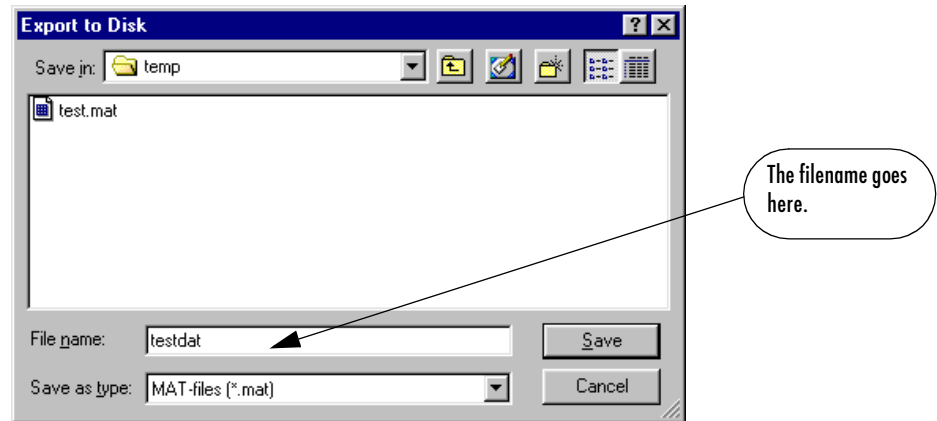 Export to Disk
Save in: temp
test.mat
The filename goes
here.
File name: testdat
Save
Save as type: MAT-files (*.mat)
Cancel